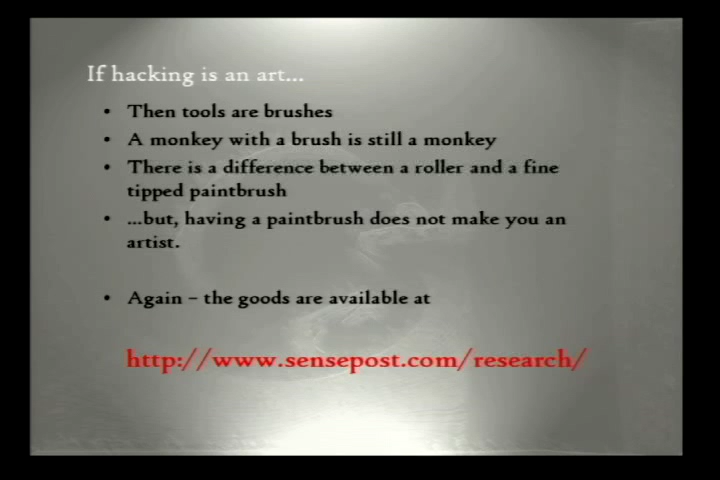 If hacking is an art...
• Then tools are brushes
• A monkey with a brush is still a monkey
• There is a difference between a roller and a fine
tipped paintbrush
• ...but, having a paintbrush does not make you an
artist.
• Again – the goods are available at
http://www.sensepost.com/research/